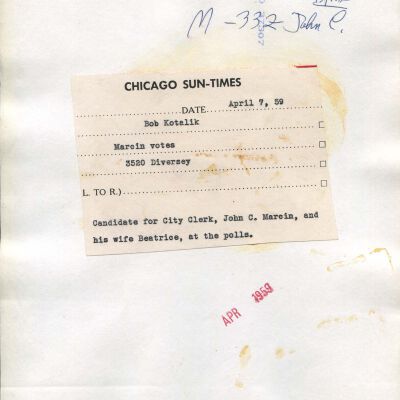 M-332 John C.
CHICAGO SUN-TIMES
DATE April 7, 59
Bob Kotalik
Marcin votes
3520 Diversey
L. TO R.)
Candidate for City Clerk, John C. Marcin, and
his wife Beatrice, at the polls.
APR 1959